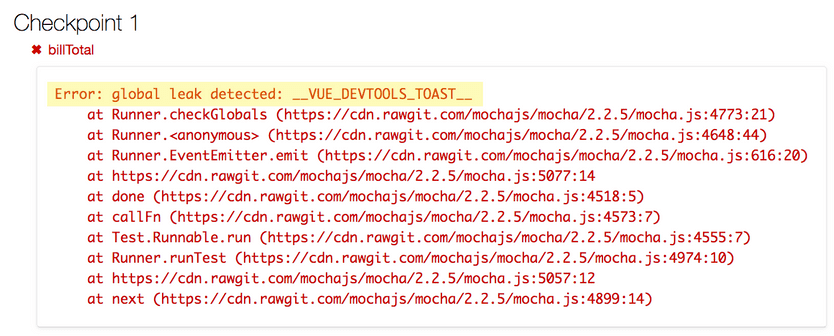 Checkpoint 1
✖ billTotal
Error: global leak detected: __VUE_DEVTOOLS_TOAST__
at Runner.checkGlobals (https://cdn.rawgit.com/mochajs/mocha/2.2.5/mocha.js:4773:21)
at Runner.<anonymous> (https://cdn.rawgit.com/mochajs/mocha/2.2.5/mocha.js:4648:44)
at Runner.EventEmitter.emit (https://cdn.rawgit.com/mochajs/mocha/2.2.5/mocha.js:616:20)
at https://cdn.rawgit.com/mochajs/mocha/2.2.5/mocha.js:5077:14
at done (https://cdn.rawgit.com/mochajs/mocha/2.2.5/mocha.js:4518:5)
at callFn (https://cdn.rawgit.com/mochajs/mocha/2.2.5/mocha.js:4573:7)
at Test.Runnable.run (https://cdn.rawgit.com/mochajs/mocha/2.2.5/mocha.js:4555:7)
at Runner.runTest (https://cdn.rawgit.com/mochajs/mocha/2.2.5/mocha.js:4974:10)
at https://cdn.rawgit.com/mochajs/mocha/2.2.5/mocha.js:5057:12
at next (https://cdn.rawgit.com/mochajs/mocha/2.2.5/mocha.js:4899:14)